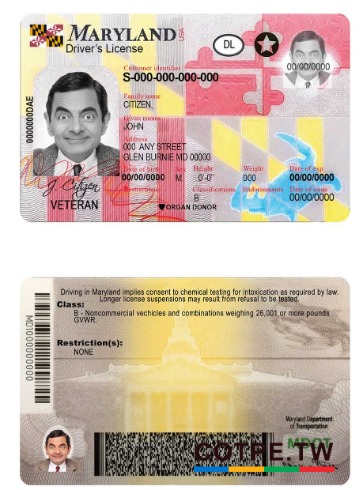 MARYLAND USA
Driver's License
DL
Customer identifier
S-000-000-000-000
00/00/0000
Family name
CITIZEN
Given names
JOHN
Address
000 ANY STREET
GLEN BURNIE MD 00000
0000000DAE
Date of birth Sex Height Weight Date of exp
00/00/0000 M 0'-0" 000 00/00/0000
Restrictions Classifications Endorsements Date of issue
B 00/00/0000
J. Citizen
VETERAN
ORGAN DONOR
Driving in Maryland implies consent to chemical testing for intoxication as required by law.
Longer license suspensions may result from refusal to be tested.
Class:
B - Noncommercial vechicles and combinations weighing 26,001 or more pounds
GVWR.
Restriction(s):
NONE
Maryland Department
of Transportation
MDOT
COTPE.TW